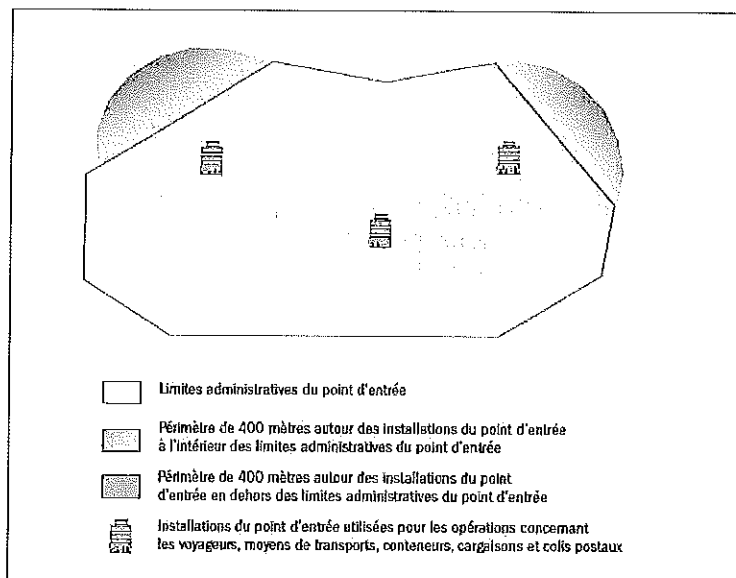 Limites administratives du point d'entrée
Périmètre de 400 mètres autour des installations du point d'entrée
à l'intérieur des limites administratives du point d'entrée
Périmètre de 400 mètres autour des installations du point
d'entrée en dehors des limites administratives du point d'entrée
Installations du point d'entrée utilisées pour les opérations concernant
les voyageurs, moyens de transports, conteneurs, cargaisons et colis postaux